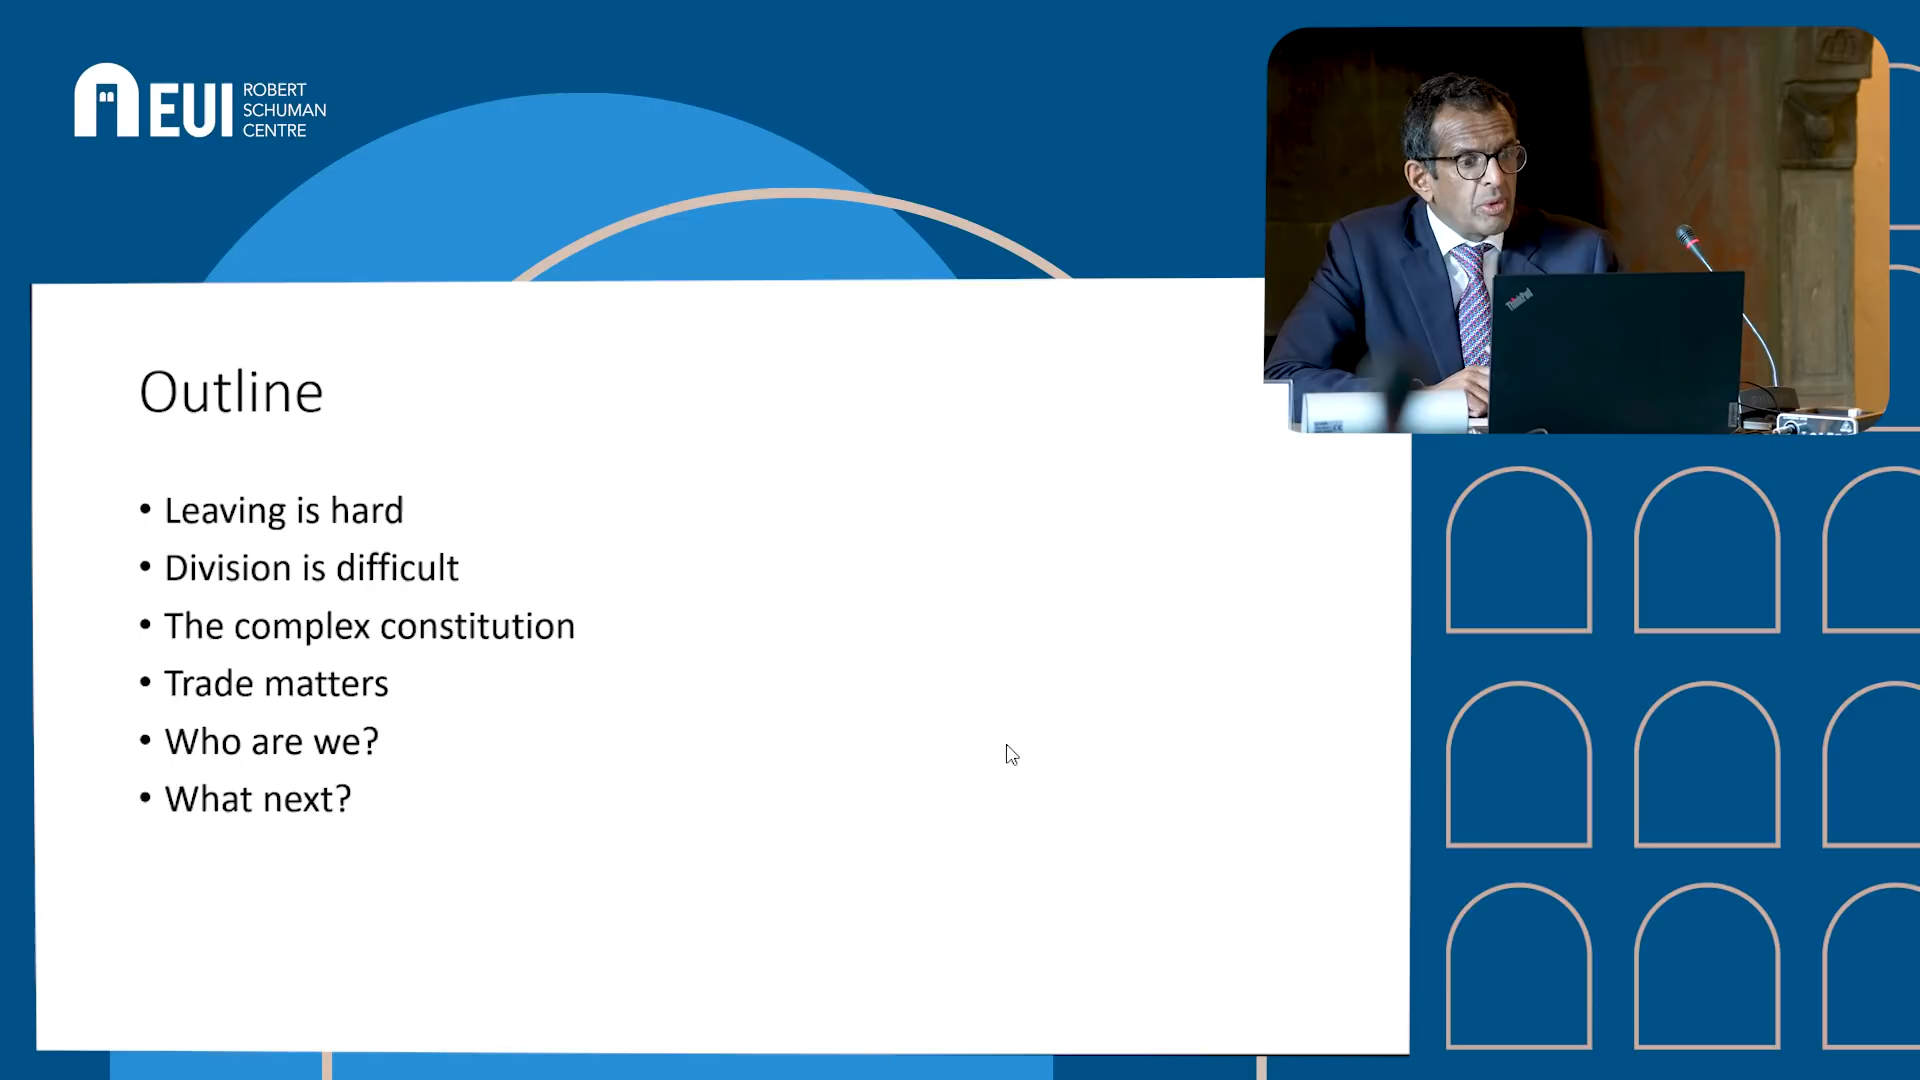 EUI
ROBERT
SCHUMAN
CENTRE
ThinkPad
Outline
• Leaving is hard
• Division is difficult
• The complex constitution
• Trade matters
• Who are we?
• What next?